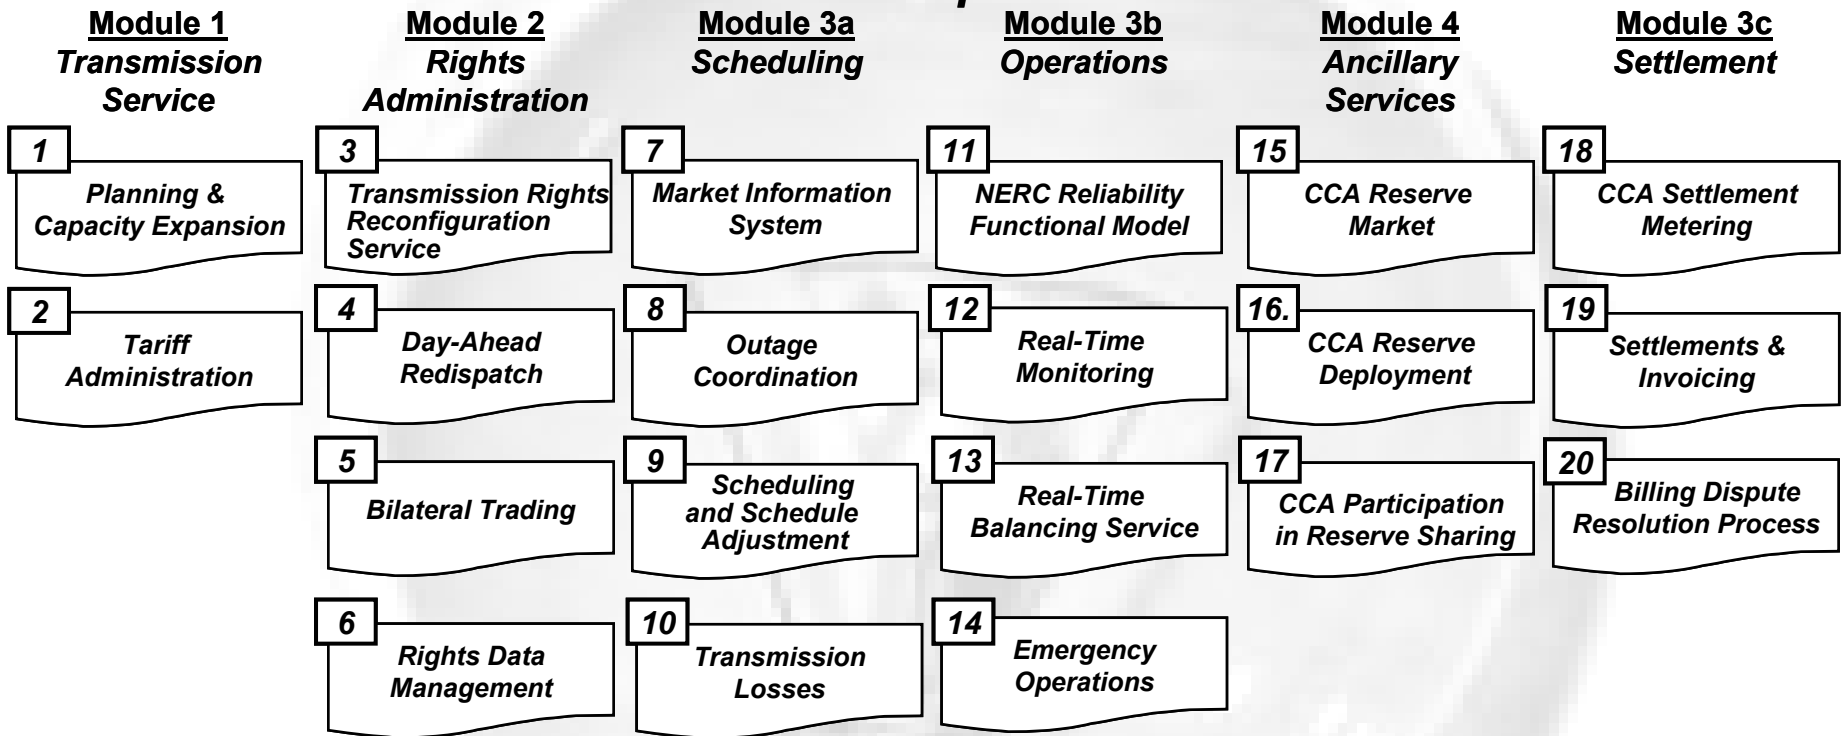 Module 1
Transmission
Service
1
Planning &
Capacity Expansion
2
Tariff
Administration
Module 2
Rights
Administration
3
Transmission Rights
Reconfiguration
Service
4
Day-Ahead
Redispatch
5
Bilateral Trading
6
Rights Data
Management
Module 3a
Scheduling
7
Market Information
System
8
Outage
Coordination
9
Scheduling
and Schedule
Adjustment
10
Transmission
Losses
Module 3b
Operations
11
NERC Reliability
Functional Model
12
Real-Time
Monitoring
13
Real-Time
Balancing Service
14
Emergency
Operations
Module 4
Ancillary
Services
15
CCA Reserve
Market
16.
CCA Reserve
Deployment
17
CCA Participation
in Reserve Sharing
Module 3c
Settlement
18
CCA Settlement
Metering
19
Settlements &
Invoicing
20
Billing Dispute
Resolution Process